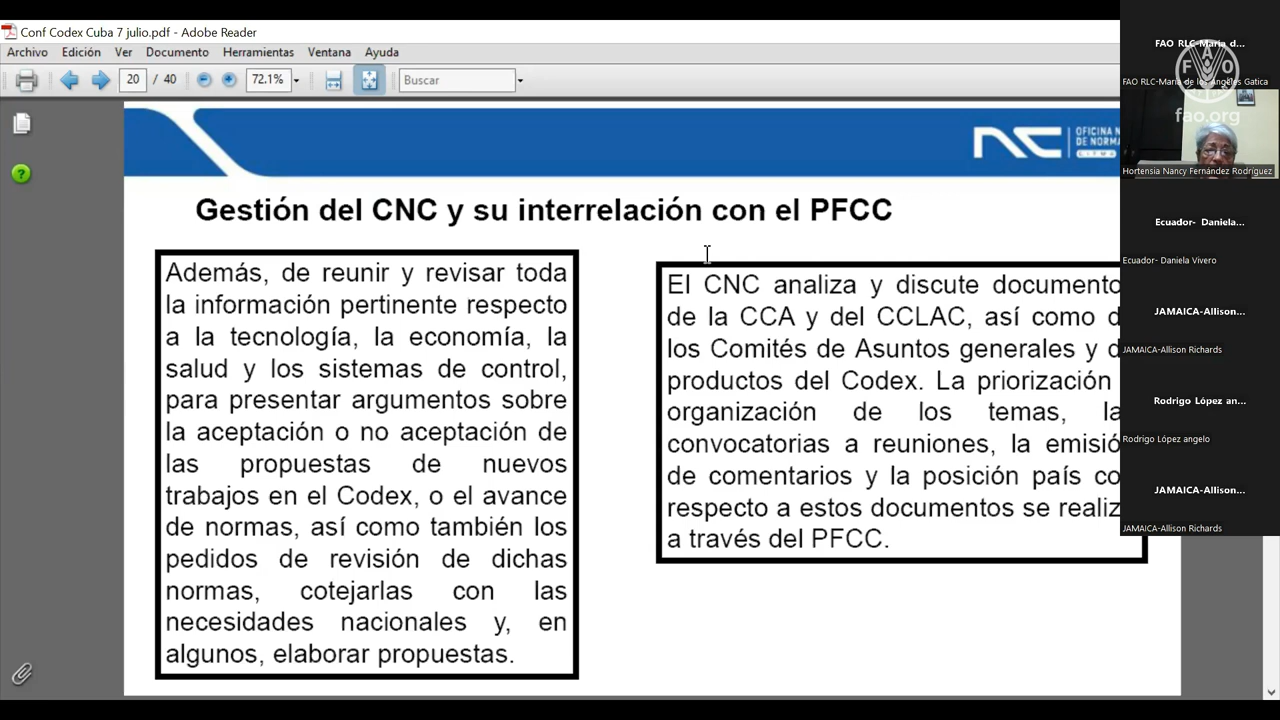 Conf Codex Cuba 7 julio.pdf - Adobe Reader
Archivo Edición Ver Documento Herramientas Ventana Ayuda
20 / 40 72.1% Buscar
NC OFICINA N
DE NORMA
Gestión del CNC y su interrelación con el PFCC
Además, de reunir y revisar toda
la información pertinente respecto
a la tecnología, la economía, la
salud y los sistemas de control,
para presentar argumentos sobre
la aceptación o no aceptación de
las propuestas de nuevos
trabajos en el Codex, o el avance
de normas, así como también los
pedidos de revisión de dichas
normas, cotejarlas con las
necesidades nacionales y, en
algunos, elaborar propuestas.
El CNC analiza y discute documento
de la CCA y del CCLAC, así como d
los Comités de Asuntos generales y d
productos del Codex. La priorización
organización de los temas, la
convocatorias a reuniones, la emisió
de comentarios y la posición país co
respecto a estos documentos se realiz
a través del PFCC.
FAO RLC-Maria d...
FAO RLC-Maria de los Angeles Gatica
FAO
fao.org
Hortensia Nancy Fernández Rodríguez
Ecuador- Daniela...
Ecuador- Daniela Vivero
JAMAICA-Allison...
JAMAICA-Allison Richards
Rodrigo López an...
Rodrigo López angelo
JAMAICA-Allison...
JAMAICA-Allison Richards